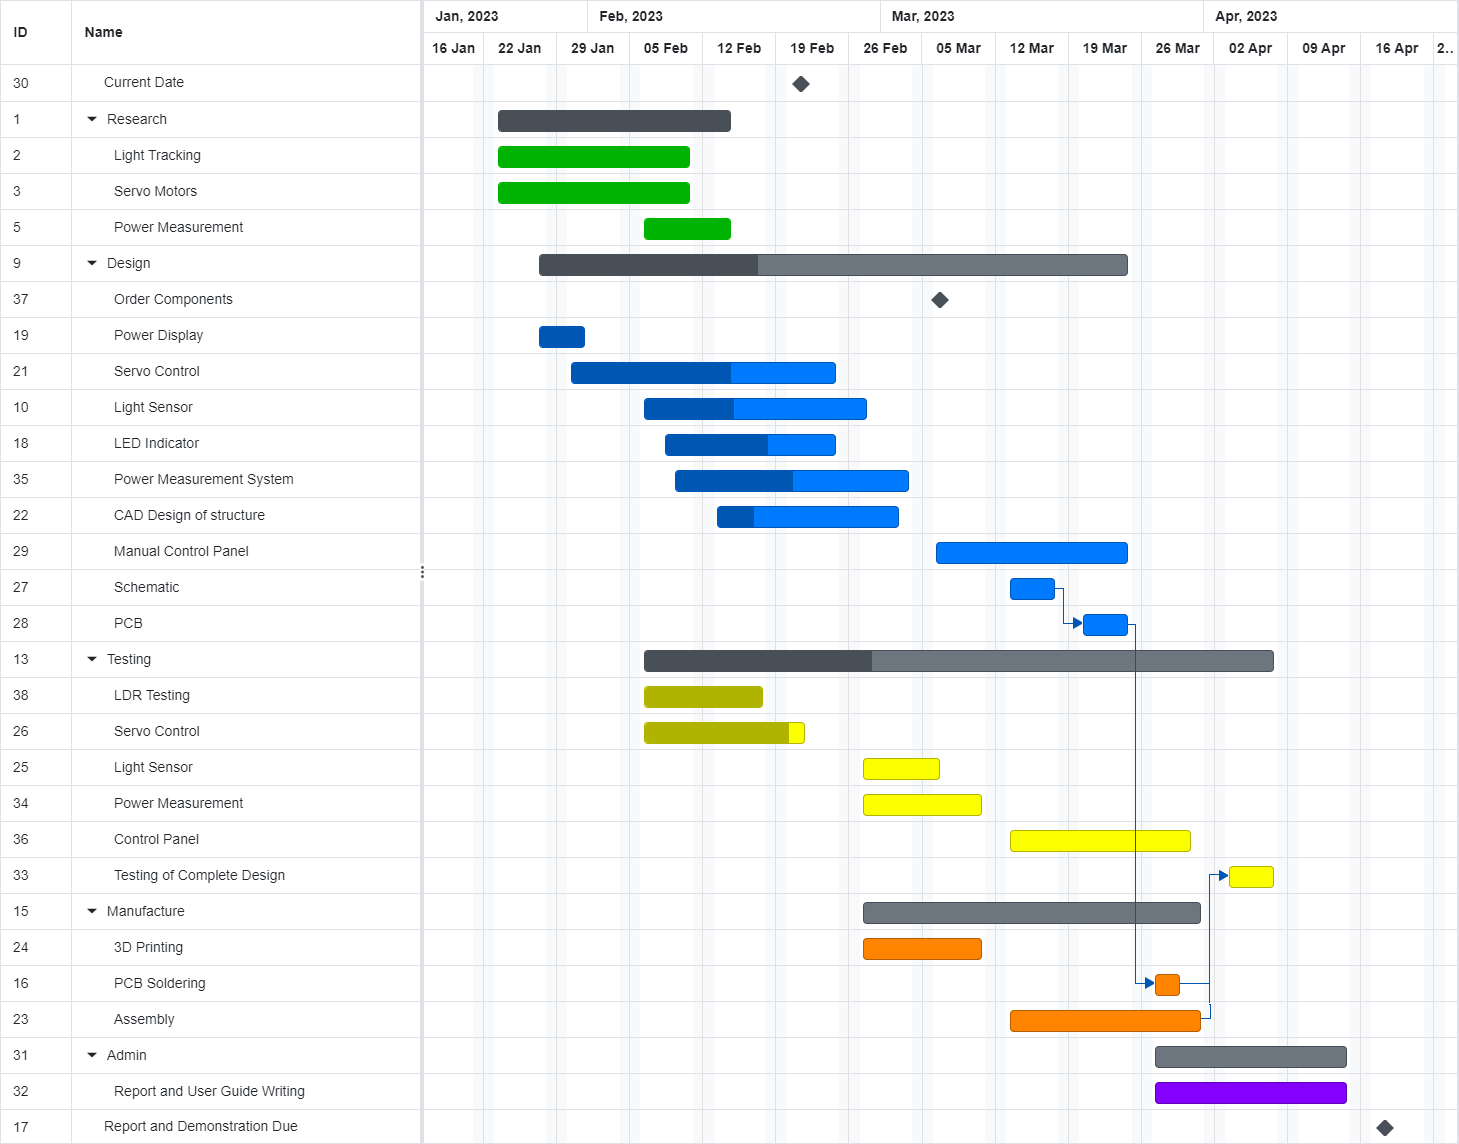 ID Name Jan, 2023 Feb, 2023 Mar, 2023 Apr, 2023
16 Jan 22 Jan 29 Jan 05 Feb 12 Feb 19 Feb 26 Feb 05 Mar 12 Mar 19 Mar 26 Mar 02 Apr 09 Apr 16 Apr 2..
30 Current Date
1 Research
2 Light Tracking
3 Servo Motors
5 Power Measurement
9 Design
37 Order Components
19 Power Display
21 Servo Control
10 Light Sensor
18 LED Indicator
35 Power Measurement System
22 CAD Design of structure
29 Manual Control Panel
27 Schematic
28 PCB
13 Testing
38 LDR Testing
26 Servo Control
25 Light Sensor
34 Power Measurement
36 Control Panel
33 Testing of Complete Design
15 Manufacture
24 3D Printing
16 PCB Soldering
23 Assembly
31 Admin
32 Report and User Guide Writing
17 Report and Demonstration Due